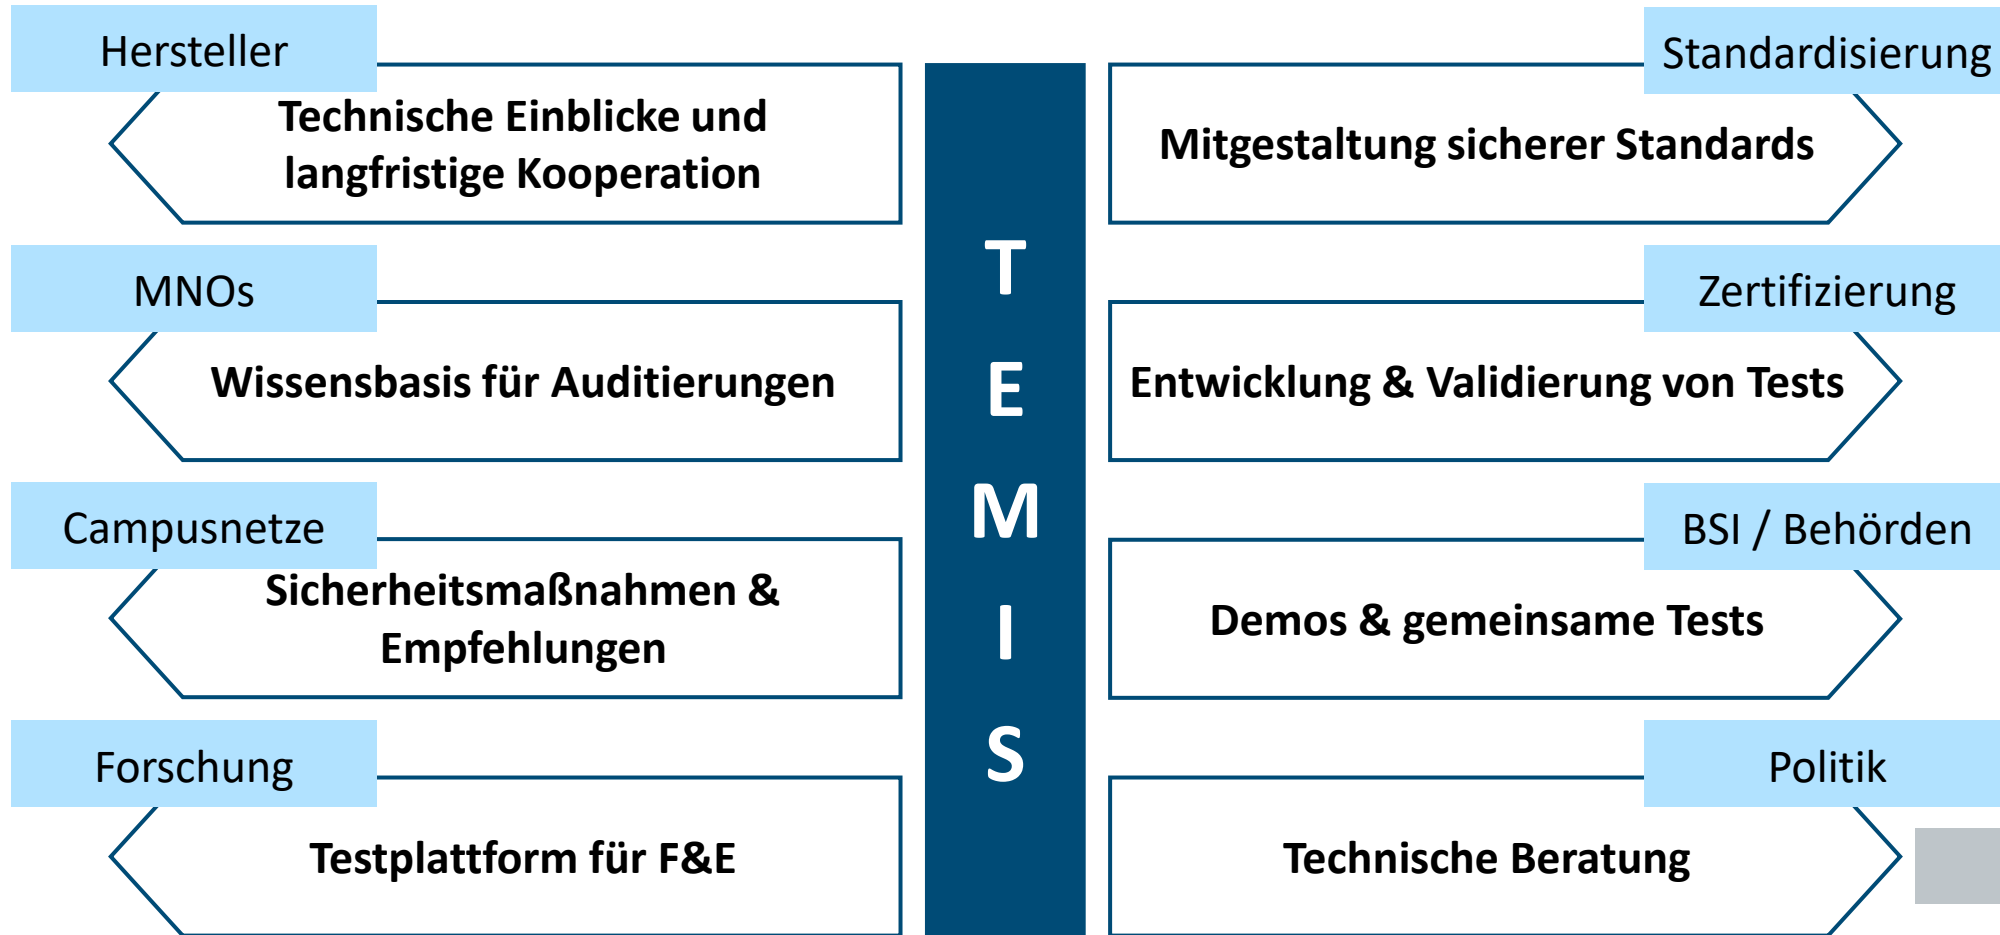 Hersteller
Technische Einblicke und
langfristige Kooperation
MNOs
Wissensbasis für Auditierungen
Campusnetze
Sicherheitsmaßnahmen &
Empfehlungen
Forschung
Testplattform für F&E
T
E
M
I
S
Standardisierung
Mitgestaltung sicherer Standards
Zertifizierung
Entwicklung & Validierung von Tests
BSI / Behörden
Demos & gemeinsame Tests
Politik
Technische Beratung